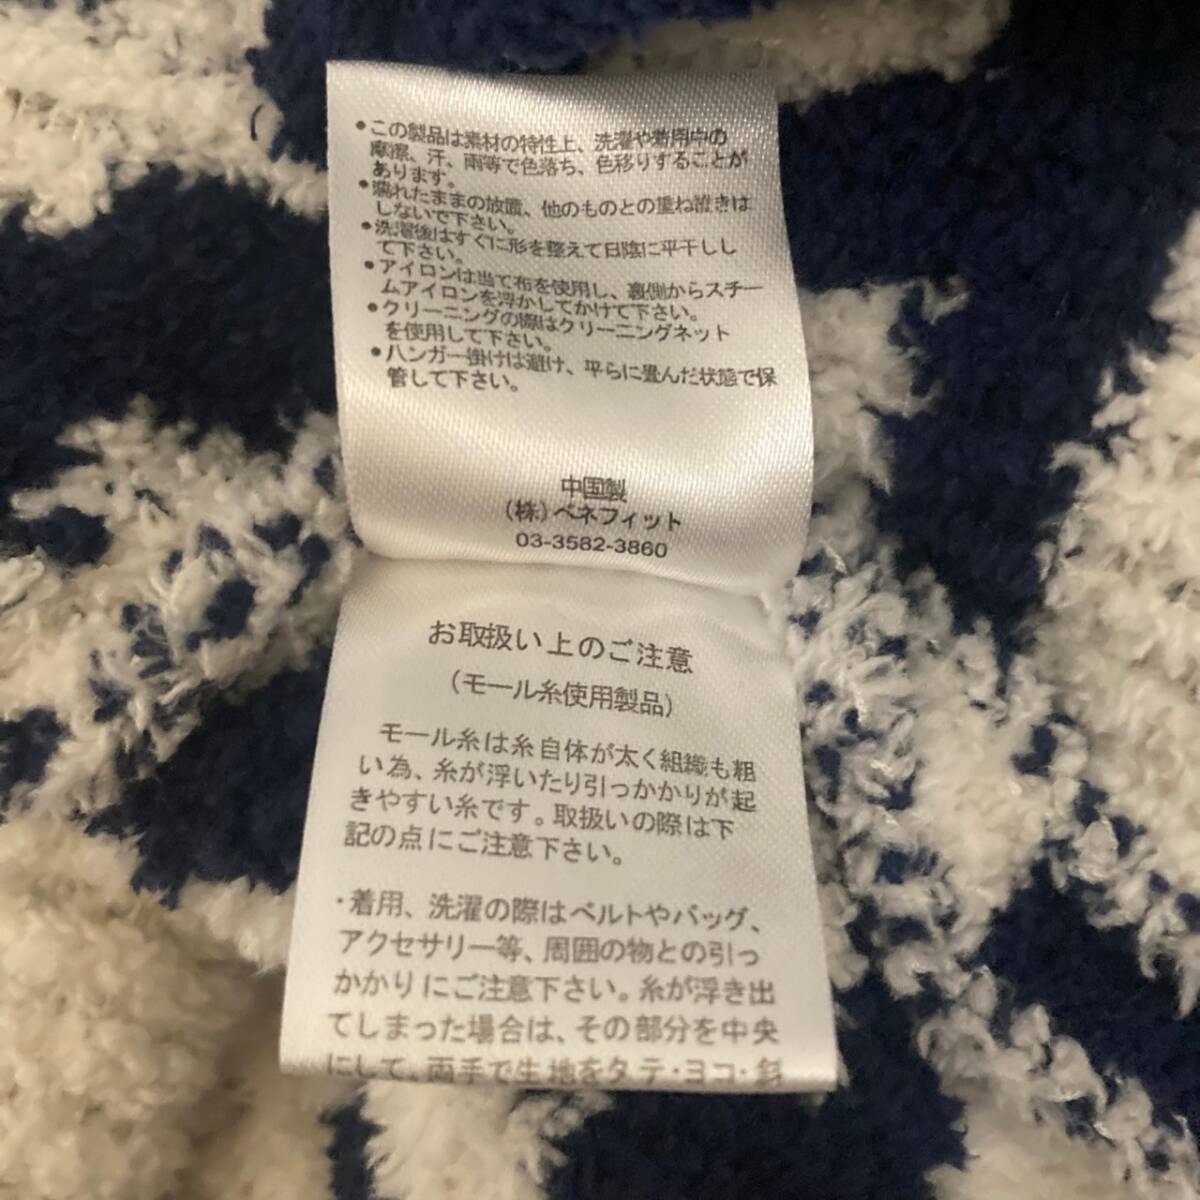 ・この製品は素材の特性上、洗濯や着用中の
摩擦、汗、雨等で色落ち、色移りすることが
あります。
・濡れたままの放置、他のものとの重ね置きは
しないで下さい。
・洗濯後はすぐに形を整えて日陰に平干しし
て下さい。
・アイロンは当て布を使用し、裏側からスチー
ムアイロンを浮かしてかけて下さい。
・クリーニングの際はクリーニングネット
を使用して下さい。
・ハンガー掛けは避け、平らに畳んだ状態で保
管して下さい。
中国製
(株)ベネフィット
03-3582-3860
お取扱い上のご注意
(モール糸使用製品)
モール糸は糸自体が太く組織も粗
い為、糸が浮いたり引っかかりが起
きやすい糸です。取扱いの際は下
記の点にご注意下さい。
・着用、洗濯の際はベルトやバッグ、
アクセサリー等、周囲の物との引っ
かかりにご注意下さい。糸が浮き出
てしまった場合は、その部分を中央
にして、両手で生地をタテ・ヨコ・斜